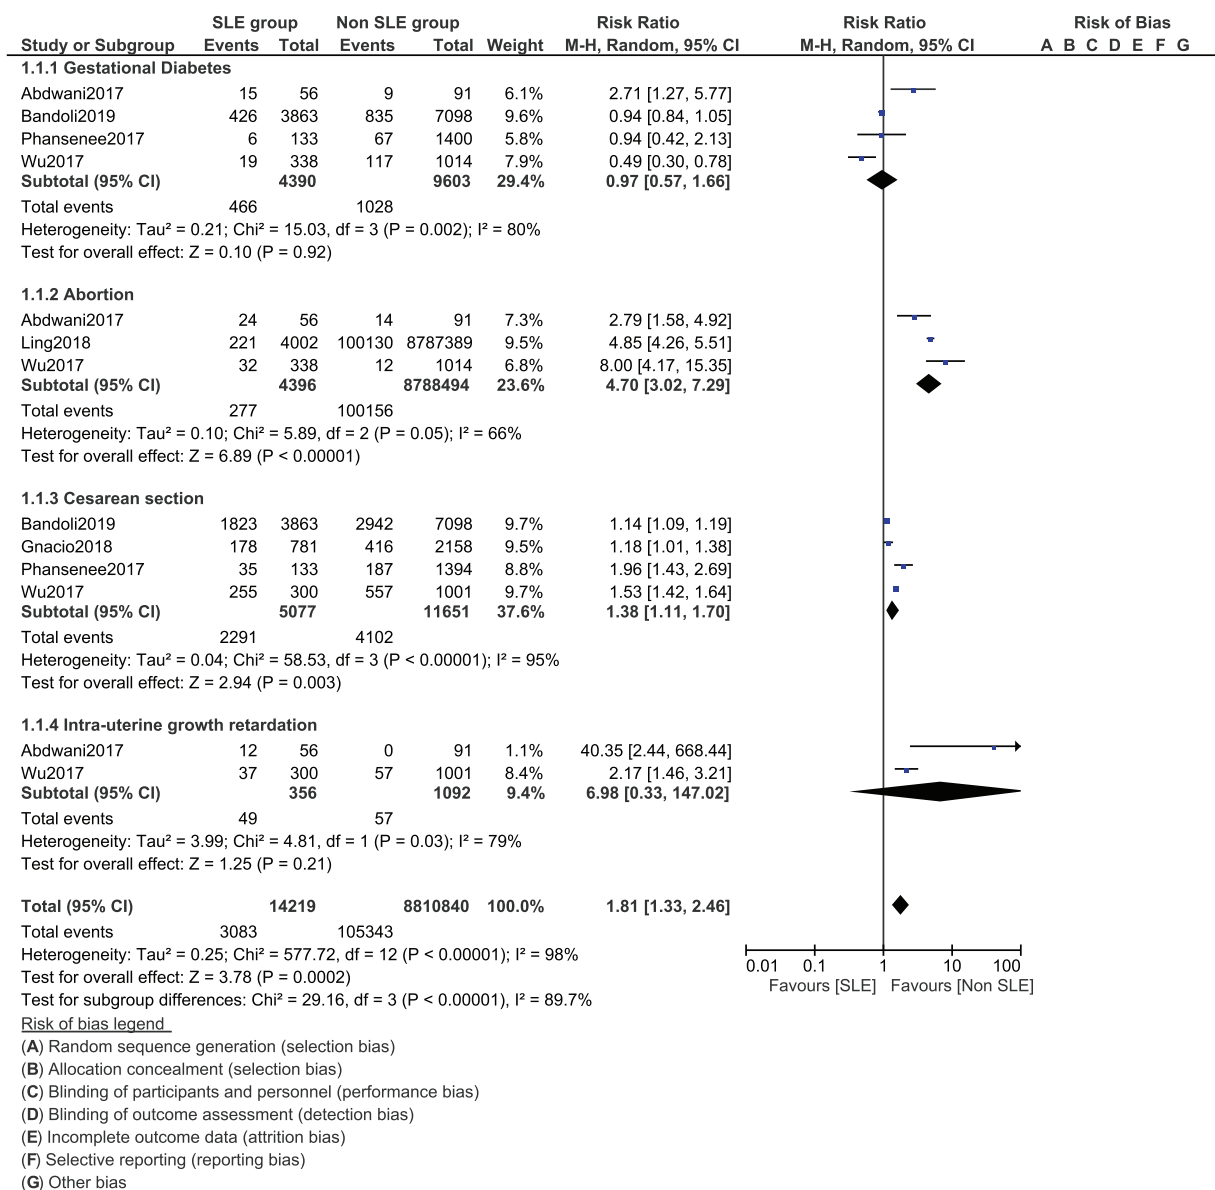 SLE group Non SLE group Risk Ratio Risk Ratio Risk of Bias
Study or Subgroup Events Total Events Total Weight M-H, Random, 95% CI M-H, Random, 95% CI A B C D E F G
1.1.1 Gestational Diabetes
Abdwani2017 15 56 9 91 6.1% 2.71 [1.27, 5.77]
Bandoli2019 426 3863 835 7098 9.6% 0.94 [0.84, 1.05]
Phansenee2017 6 133 67 1400 5.8% 0.94 [0.42, 2.13]
Wu2017 19 338 117 1014 7.9% 0.49 [0.30, 0.78]
Subtotal (95% CI) 4390 9603 29.4% 0.97 [0.57, 1.66]
Total events 466 1028
Heterogeneity: Tau² = 0.21; Chi² = 15.03, df = 3 (P = 0.002); I² = 80%
Test for overall effect: Z = 0.10 (P = 0.92)
1.1.2 Abortion
Abdwani2017 24 56 14 91 7.3% 2.79 [1.58, 4.92]
Ling2018 221 4002 100130 8787389 9.5% 4.85 [4.26, 5.51]
Wu2017 32 338 12 1014 6.8% 8.00 [4.17, 15.35]
Subtotal (95% CI) 4396 8788494 23.6% 4.70 [3.02, 7.29]
Total events 277 100156
Heterogeneity: Tau² = 0.10; Chi² = 5.89, df = 2 (P = 0.05); I² = 66%
Test for overall effect: Z = 6.89 (P < 0.00001)
1.1.3 Cesarean section
Bandoli2019 1823 3863 2942 7098 9.7% 1.14 [1.09, 1.19]
Gnacio2018 178 781 416 2158 9.5% 1.18 [1.01, 1.38]
Phansenee2017 35 133 187 1394 8.8% 1.96 [1.43, 2.69]
Wu2017 255 300 557 1001 9.7% 1.53 [1.42, 1.64]
Subtotal (95% CI) 5077 11651 37.6% 1.38 [1.11, 1.70]
Total events 2291 4102
Heterogeneity: Tau² = 0.04; Chi² = 58.53, df = 3 (P < 0.00001); I² = 95%
Test for overall effect: Z = 2.94 (P = 0.003)
1.1.4 Intra-uterine growth retardation
Abdwani2017 12 56 0 91 1.1% 40.35 [2.44, 668.44]
Wu2017 37 300 57 1001 8.4% 2.17 [1.46, 3.21]
Subtotal (95% CI) 356 1092 9.4% 6.98 [0.33, 147.02]
Total events 49 57
Heterogeneity: Tau² = 3.99; Chi² = 4.81, df = 1 (P = 0.03); I² = 79%
Test for overall effect: Z = 1.25 (P = 0.21)
Total (95% CI) 14219 8810840 100.0% 1.81 [1.33, 2.46]
Total events 3083 105343
Heterogeneity: Tau² = 0.25; Chi² = 577.72, df = 12 (P < 0.00001); I² = 98%
Test for overall effect: Z = 3.78 (P = 0.0002)
Test for subgroup differences: Chi² = 29.16, df = 3 (P < 0.00001), I² = 89.7%
0.01 0.1 1 10 100
Favours [SLE] Favours [Non SLE]
Risk of bias legend
(A) Random sequence generation (selection bias)
(B) Allocation concealment (selection bias)
(C) Blinding of participants and personnel (performance bias)
(D) Blinding of outcome assessment (detection bias)
(E) Incomplete outcome data (attrition bias)
(F) Selective reporting (reporting bias)
(G) Other bias